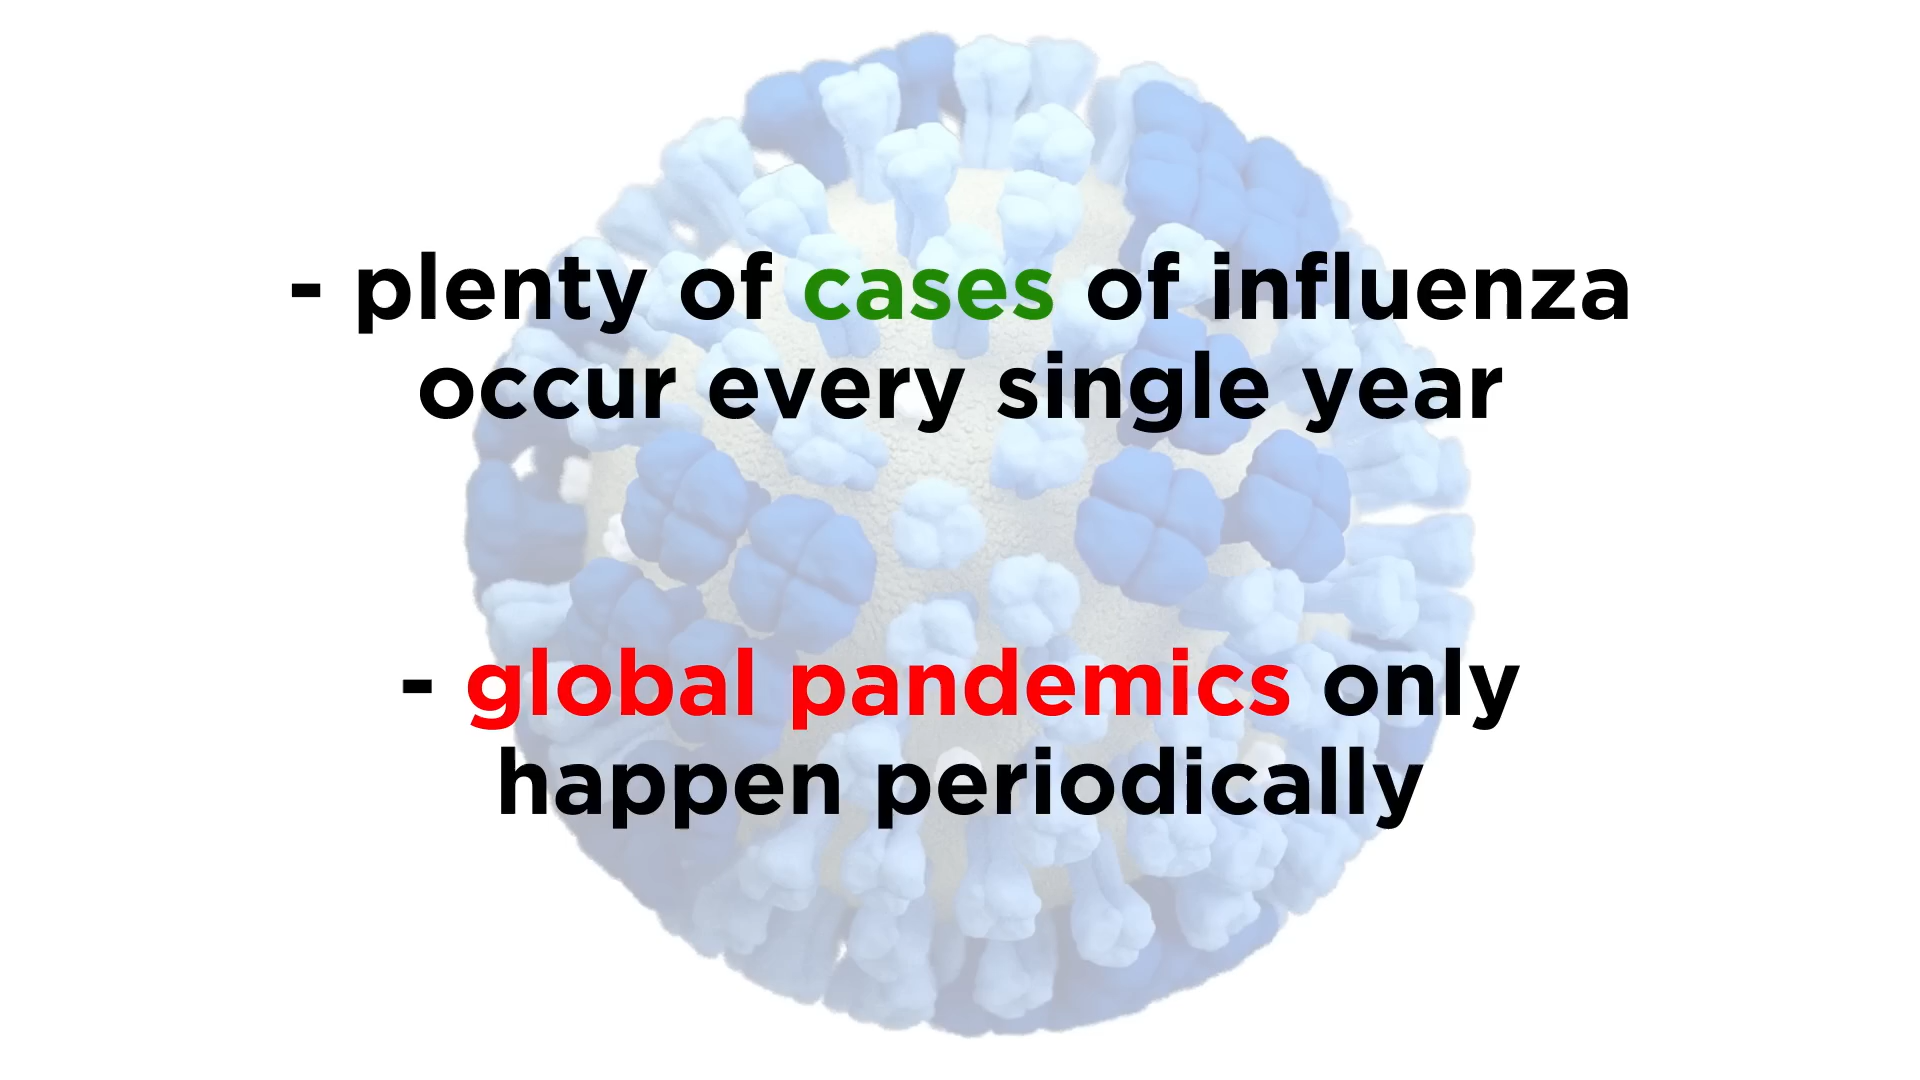 - plenty of cases of influenza
occur every single year
- global pandemics only
happen periodically